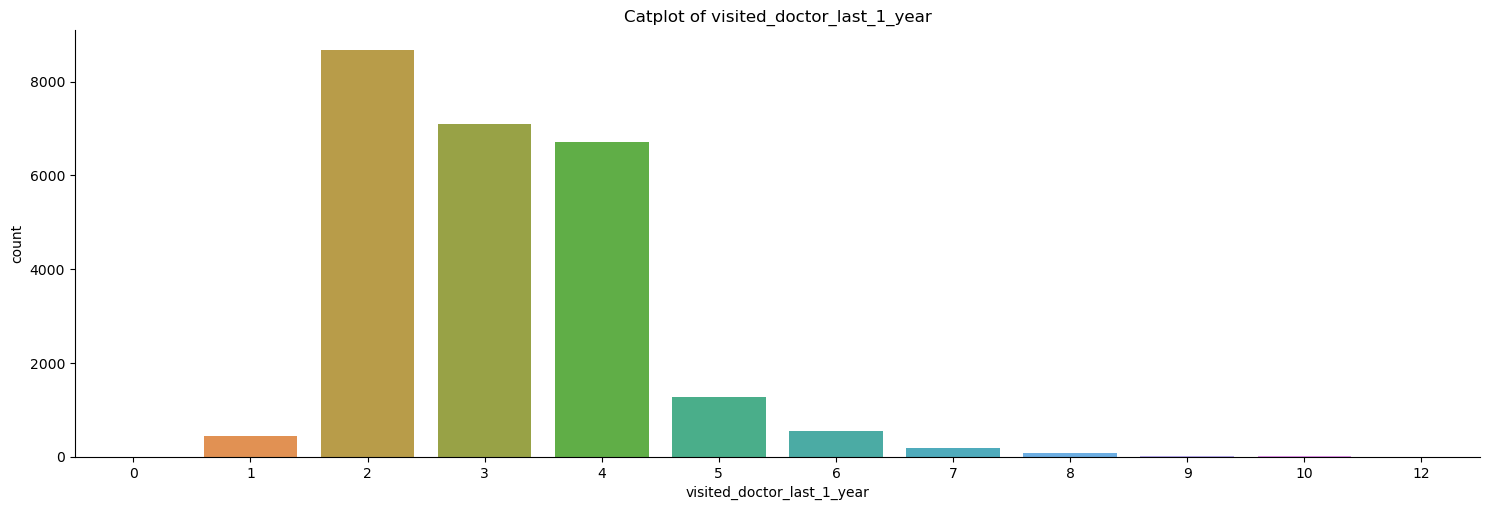 Catplot of visited_doctor_last_1_year
8000
6000
4000
2000
0
count
0 1 2 3 4 5 6 7 8 9 10 12
visited_doctor_last_1_year